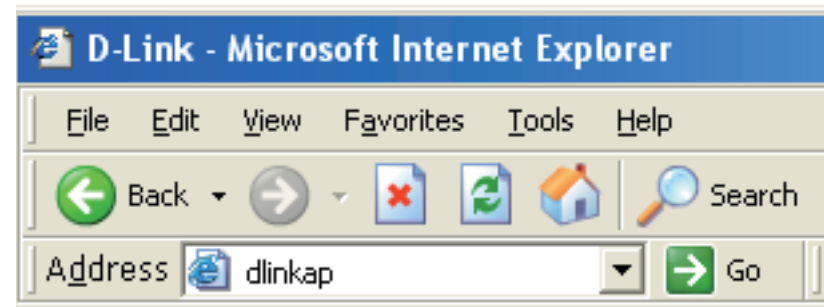 D-Link - Microsoft Internet Explorer
File Edit View Favorites Tools Help
Back Search
Address dlinkap Go